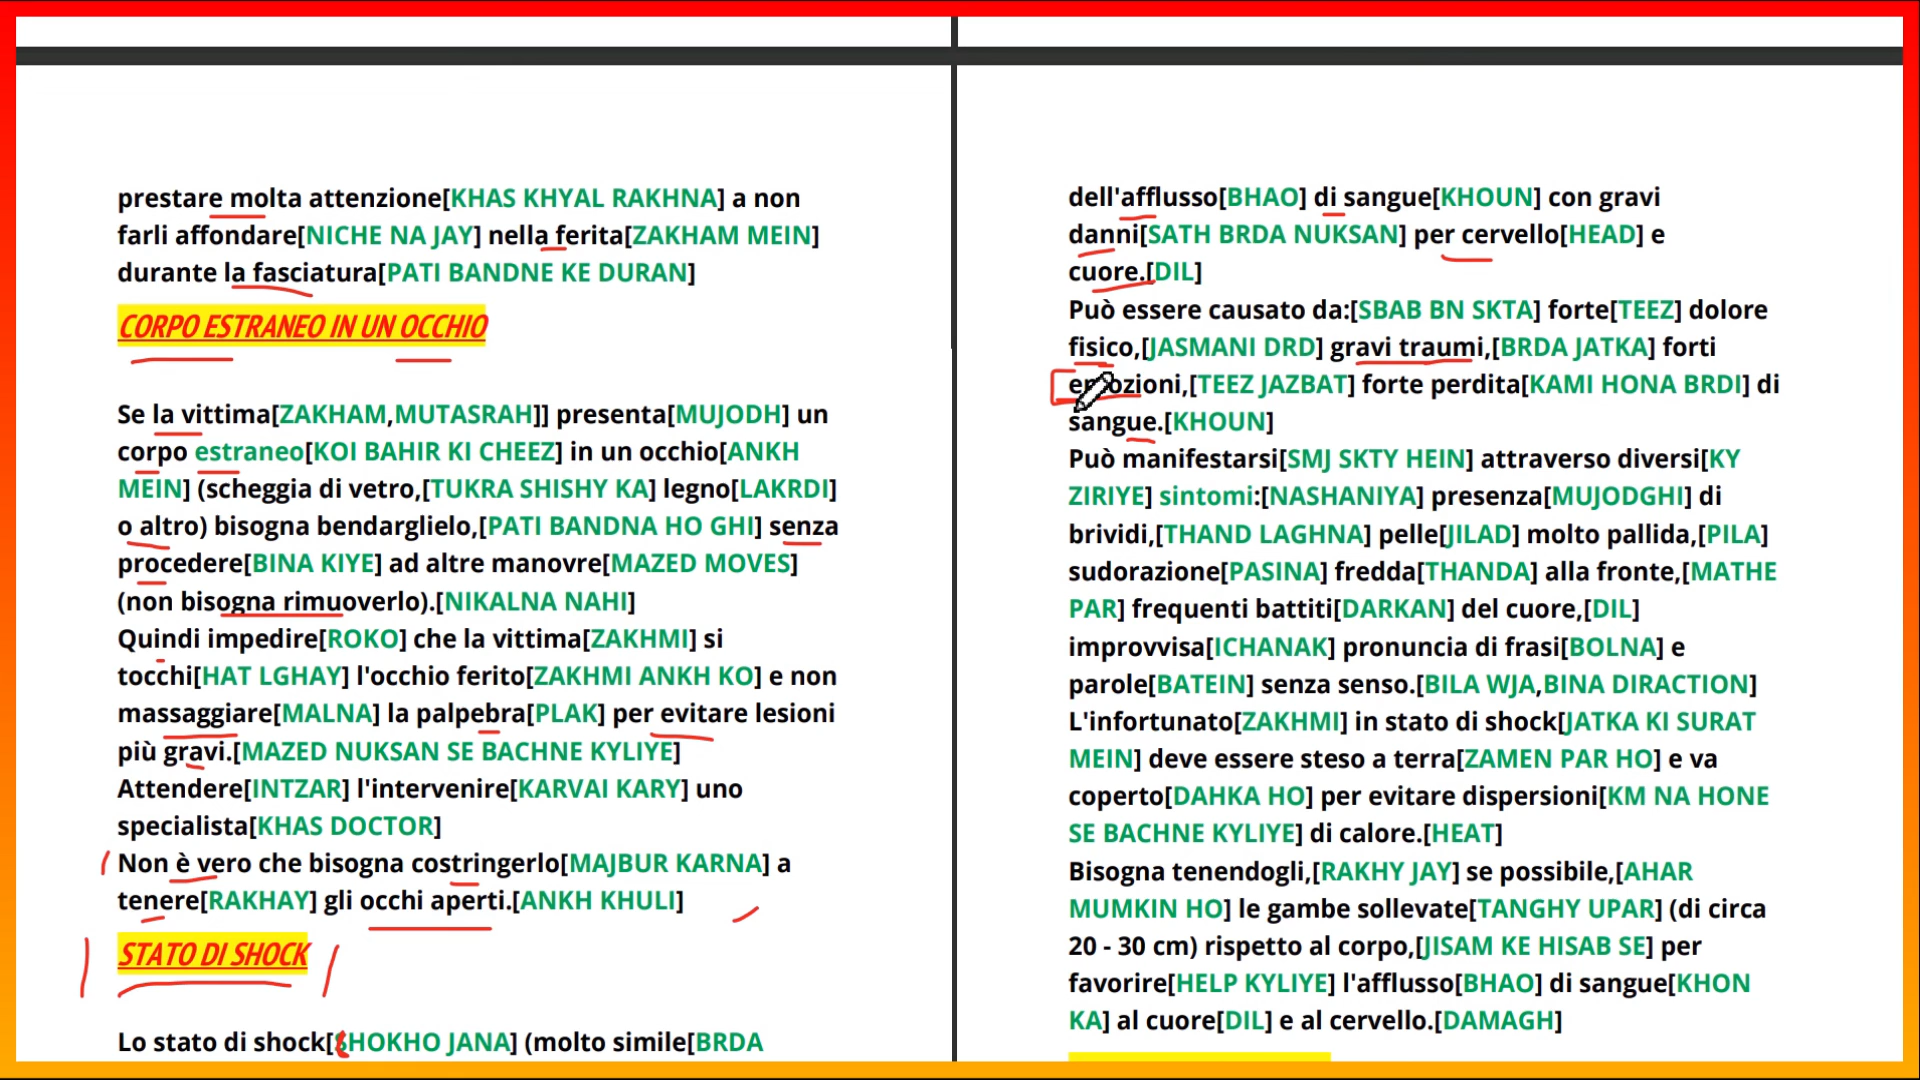 prestare molta attenzione[KHAS KHYAL RAKHNA] a non
farli affondare[NICHE NA JAY] nella ferita[ZAKHAM MEIN]
durante la fasciatura[PATI BANDNE KE DURAN]
CORPO ESTRANEO IN UN OCCHIO
Se la vittima[ZAKHAM,MUTASRAH]] presenta[MUJODH] un
corpo estraneo[KOI BAHIR KI CHEEZ] in un occhio[ANKH
MEIN] (scheggia di vetro,[TUKRA SHISHY KA] legno[LAKRDI]
o altro) bisogna bendarglielo,[PATI BANDNA HO GHI] senza
procedere[BINA KIYE] ad altre manovre[MAZED MOVES]
(non bisogna rimuoverlo).[NIKALNA NAHI]
Quindi impedire[ROKO] che la vittima[ZAKHMI] si
tocchi[HAT LGHAY] l'occhio ferito[ZAKHMI ANKH KO] e non
massaggiare[MALNA] la palpebra[PLAK] per evitare lesioni
più gravi.[MAZED NUKSAN SE BACHNE KYLIYE]
Attendere[INTZAR] l'intervenire[KARVAI KARY] uno
specialista[KHAS DOCTOR]
Non è vero che bisogna costringerlo[MAJBUR KARNA] a
tenere[RAKHAY] gli occhi aperti.[ANKH KHULI]
STATO DI SHOCK
Lo stato di shock[SHOKHO JANA] (molto simile[BRDA
dell'afflusso[BHAO] di sangue[KHOUN] con gravi
danni[SATH BRDA NUKSAN] per cervello[HEAD] e
cuore.[DIL]
Può essere causato da:[SBAB BN SKTA] forte[TEEZ] dolore
fisico,[JASMANI DRD] gravi traumi,[BRDA JATKA] forti
emozioni,[TEEZ JAZBAT] forte perdita[KAMI HONA BRDI] di
sangue.[KHOUN]
Può manifestarsi[SMJ SKTY HEIN] attraverso diversi[KY
ZIRIYE] sintomi:[NASHANIYA] presenza[MUJODGHI] di
brividi,[THAND LAGHNA] pelle[JILAD] molto pallida,[PILA]
sudorazione[PASINA] fredda[THANDA] alla fronte,[MATHE
PAR] frequenti battiti[DARKAN] del cuore,[DIL]
improvvisa[ICHANAK] pronuncia di frasi[BOLNA] e
parole[BATEIN] senza senso.[BILA WJA,BINA DIRACTION]
L'infortunato[ZAKHMI] in stato di shock[JATKA KI SURAT
MEIN] deve essere steso a terra[ZAMEN PAR HO] e va
coperto[DAHKA HO] per evitare dispersioni[KM NA HONE
SE BACHNE KYLIYE] di calore.[HEAT]
Bisogna tenendogli,[RAKHY JAY] se possibile,[AHAR
MUMKIN HO] le gambe sollevate[TANGHY UPAR] (di circa
20 - 30 cm) rispetto al corpo,[JISAM KE HISAB SE] per
favorire[HELP KYLIYE] l'afflusso[BHAO] di sangue[KHON
KA] al cuore[DIL] e al cervello.[DAMAGH]